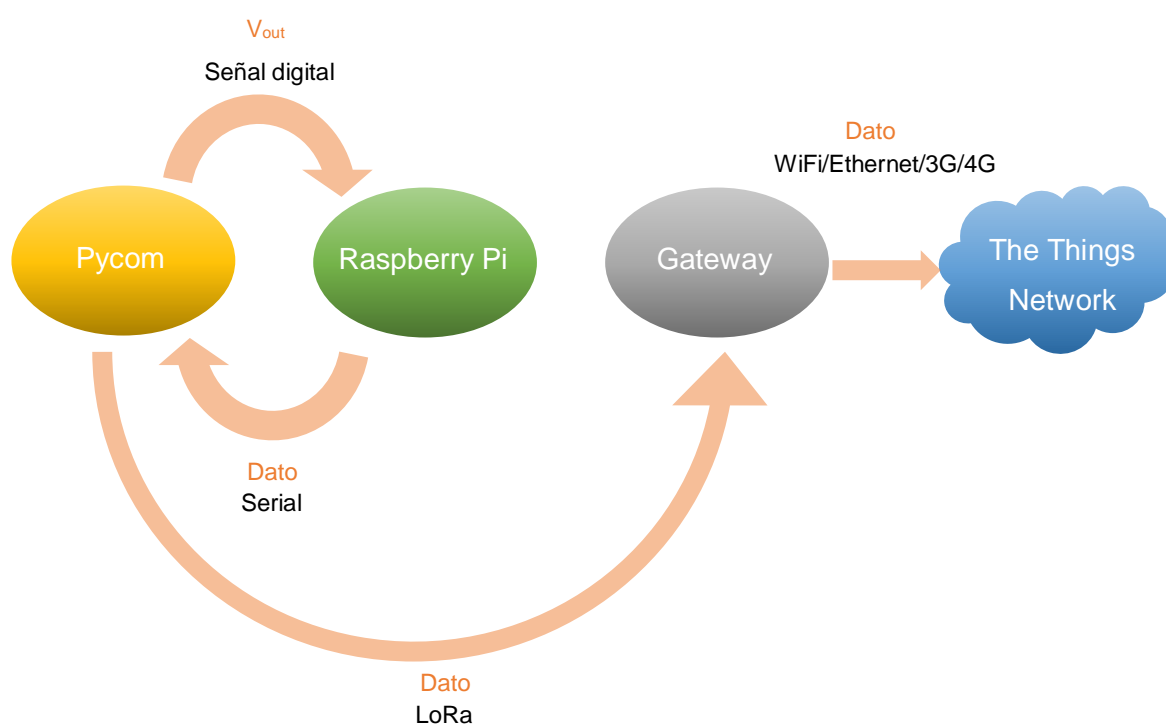 Vout
Señal digital
Dato
WiFi/Ethernet/3G/4G
Pycom
Raspberry Pi
Gateway
The Things
Network
Dato
Serial
Dato
LoRa